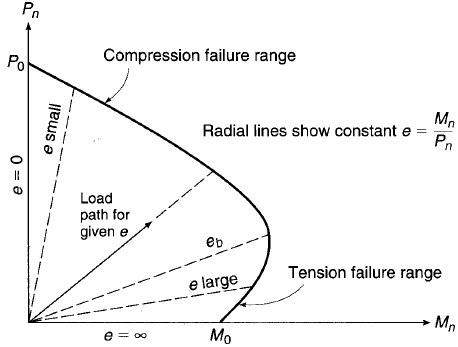 Pn
P0
Compression failure range
Radial lines show constant e = Mn/Pn
e small
e = 0
Load
path for
given e
eb
e large
Tension failure range
e = ∞
M0
Mn